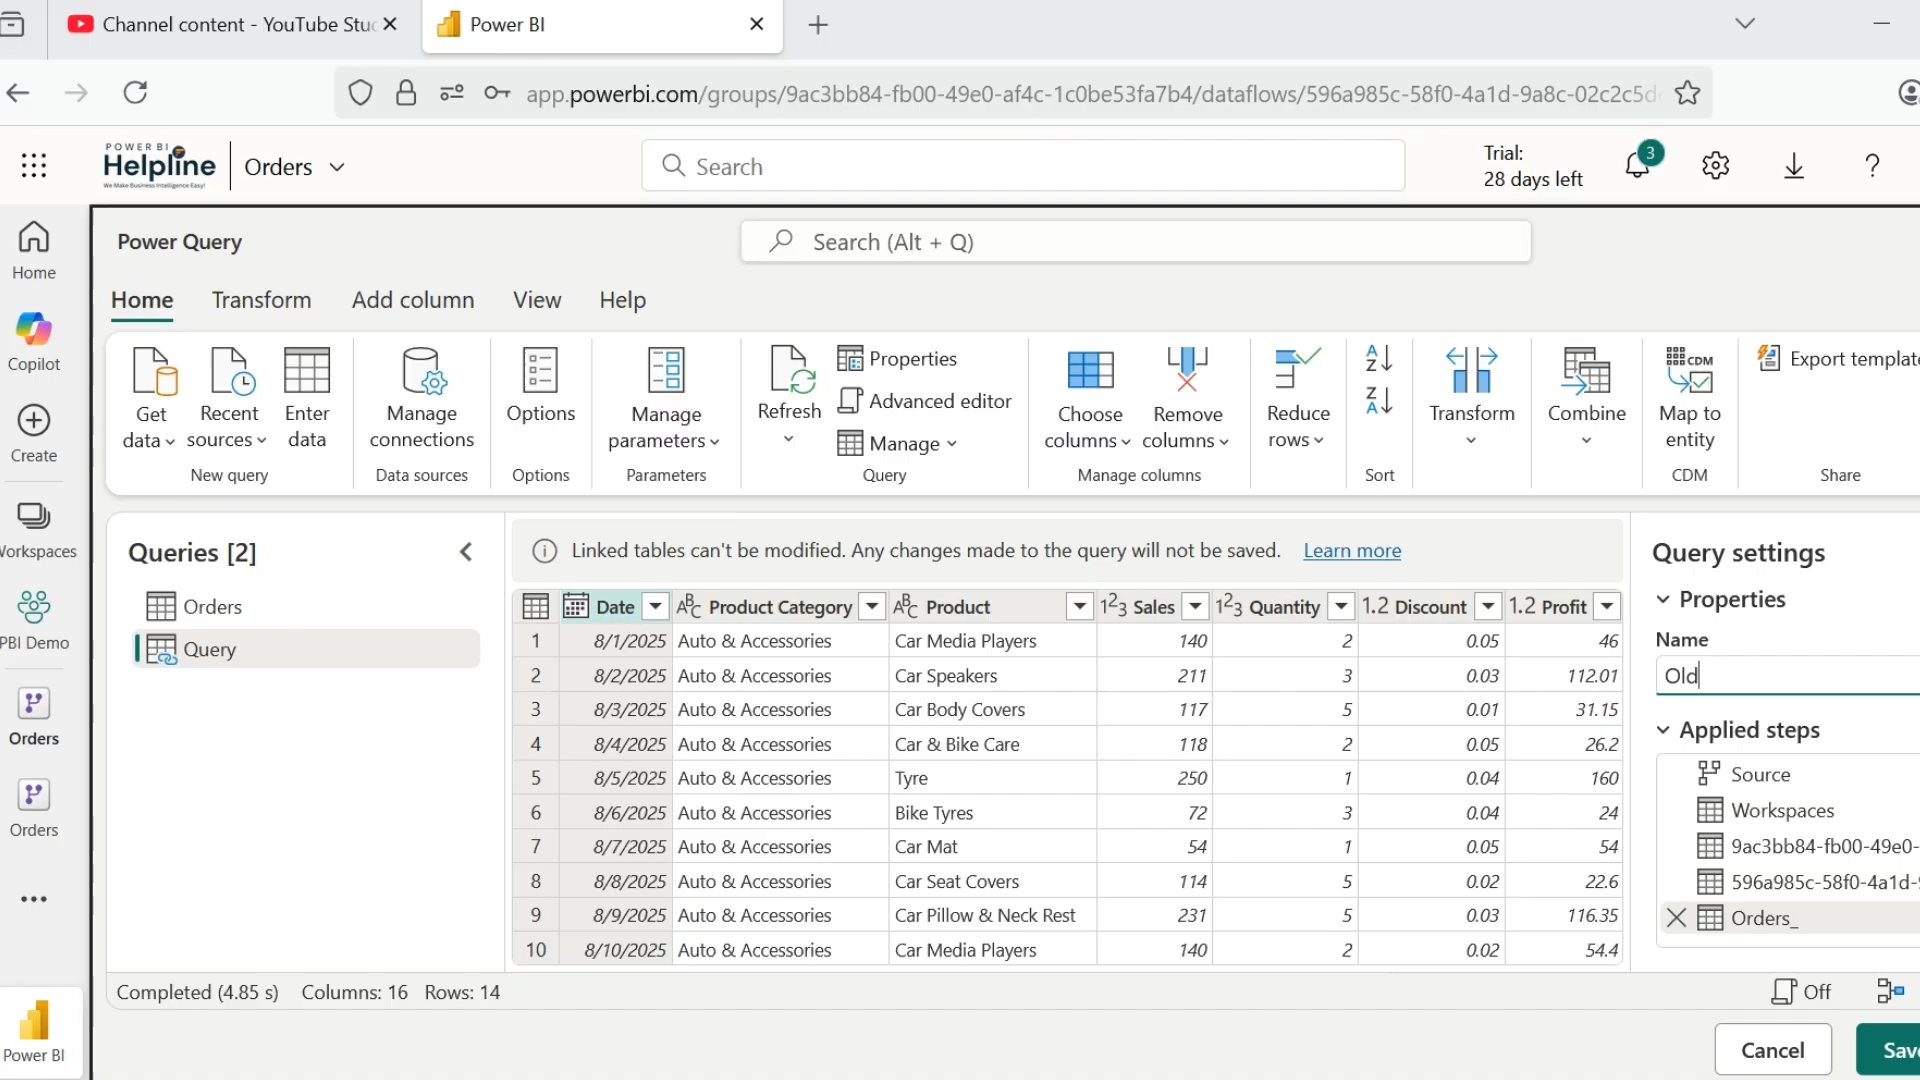 Channel content - YouTube Stu
Power BI
app.powerbi.com/groups/9ac3bb84-fb00-49e0-af4c-1c0be53fa7b4/dataflows/596a985c-58f0-4a1d-9a8c-02c2c5d
POWER BI
Helpline
We Make Business Intelligence Easy!
Orders
Search
Trial:
28 days left
3
?
Home
Copilot
Create
Workspaces
PBI Demo
Orders
Orders
Power BI
Power Query
Search (Alt + Q)
Home Transform Add column View Help
Get data
Recent sources
Enter data
New query
Manage connections
Data sources
Options
Options
Manage parameters
Parameters
Refresh
Properties
Advanced editor
Manage
Query
Choose columns
Remove columns
Manage columns
Reduce rows
Sort
Transform
Combine
Map to entity
CDM
Export template
Share
Queries [2]
Orders
Query
Linked tables can't be modified. Any changes made to the query will not be saved. Learn more
Date Product Category Product Sales Quantity Discount Profit
1 8/1/2025 Auto & Accessories Car Media Players 140 2 0.05 46
2 8/2/2025 Auto & Accessories Car Speakers 211 3 0.03 112.01
3 8/3/2025 Auto & Accessories Car Body Covers 117 5 0.01 31.15
4 8/4/2025 Auto & Accessories Car & Bike Care 118 2 0.05 26.2
5 8/5/2025 Auto & Accessories Tyre 250 1 0.04 160
6 8/6/2025 Auto & Accessories Bike Tyres 72 3 0.04 24
7 8/7/2025 Auto & Accessories Car Mat 54 1 0.05 54
8 8/8/2025 Auto & Accessories Car Seat Covers 114 5 0.02 22.6
9 8/9/2025 Auto & Accessories Car Pillow & Neck Rest 231 5 0.03 116.35
10 8/10/2025 Auto & Accessories Car Media Players 140 2 0.02 54.4
Query settings
Properties
Name
Old
Applied steps
Source
Workspaces
9ac3bb84-fb00-49e0-
596a985c-58f0-4a1d-
Orders_
Completed (4.85 s) Columns: 16 Rows: 14
Off
Cancel
Save